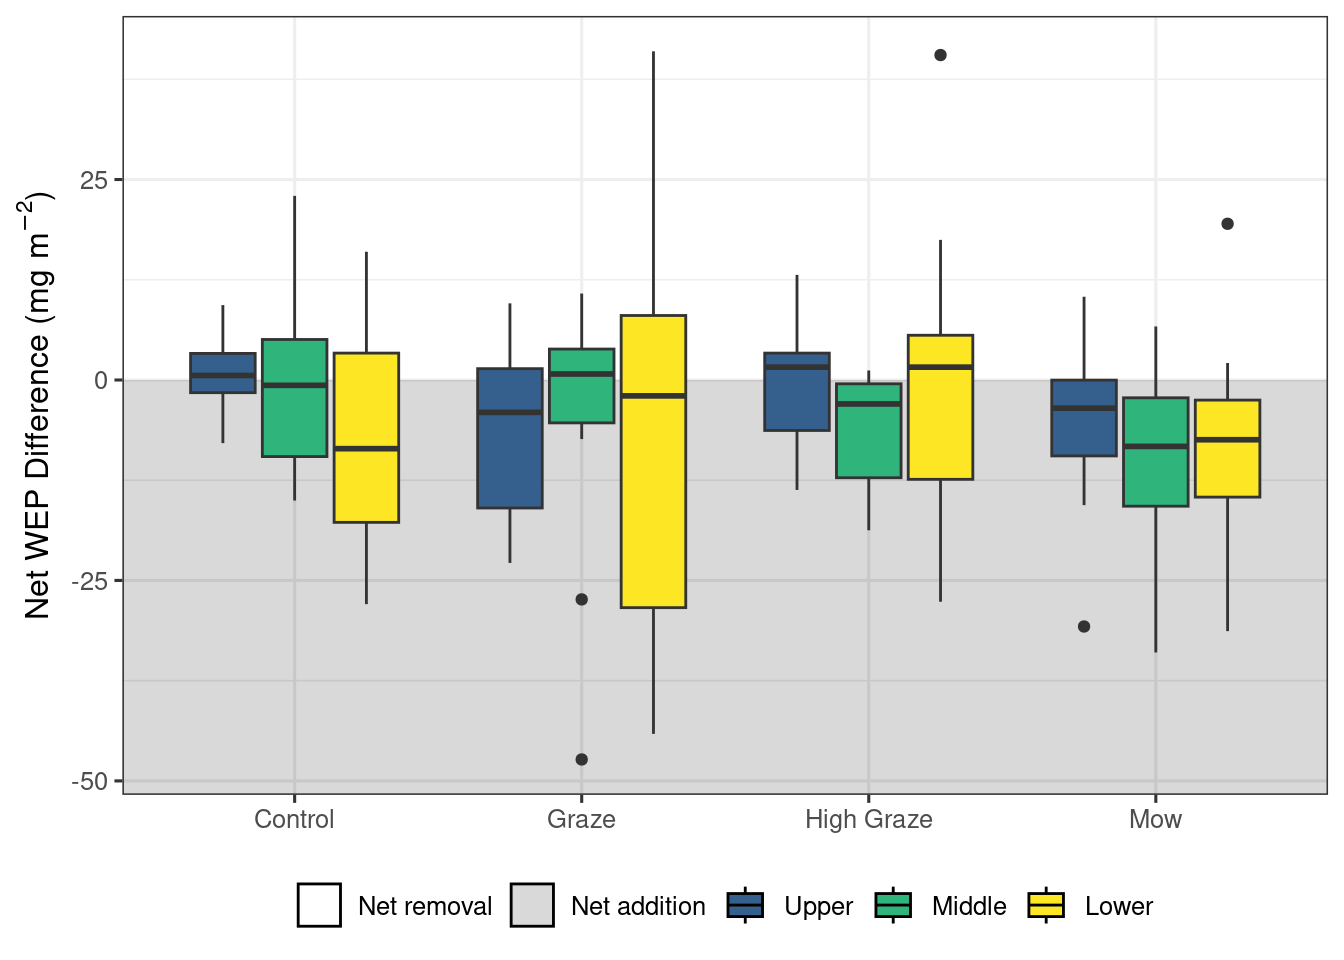 Net WEP Difference (mg m⁻²)
25
0
-25
-50
Control Graze High Graze Mow
Net removal Net addition Upper Middle Lower